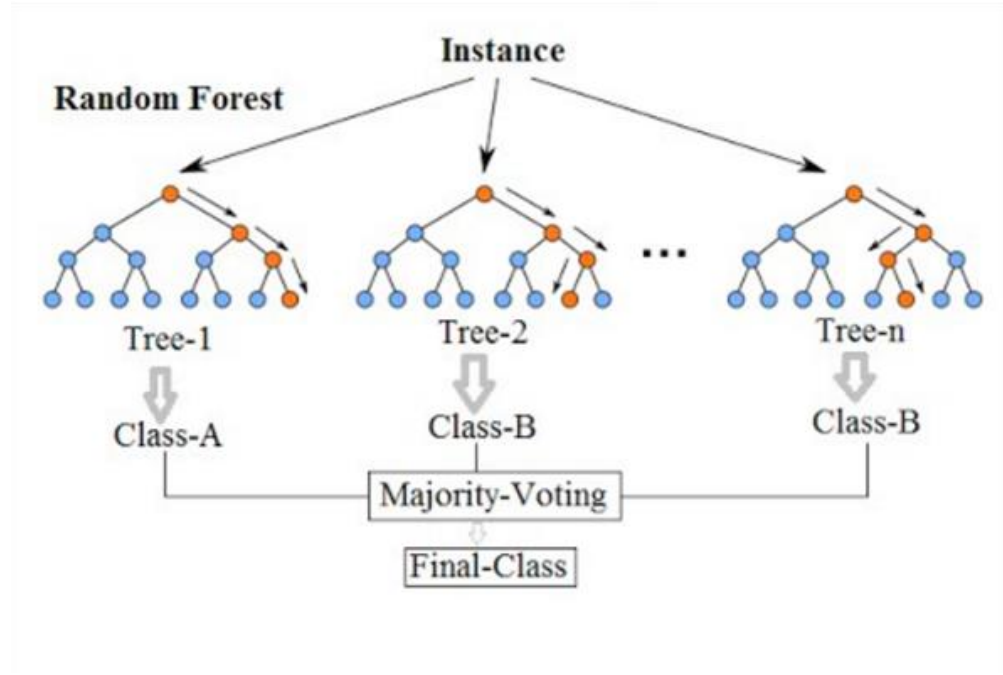 Instance
Random Forest
...
Tree-1
Tree-2
Tree-n
Class-A
Class-B
Class-B
Majority-Voting
Final-Class